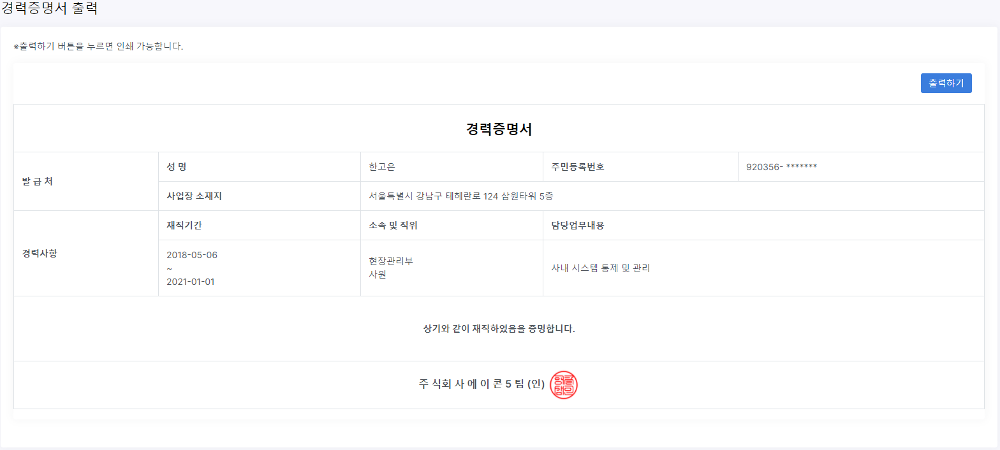 경력증명서 출력
※출력하기 버튼을 누르면 인쇄 가능합니다.
출력하기
경력증명서
발 급 처
성 명
한고은
주민등록번호
920356- *******
사업장 소재지
서울특별시 강남구 테헤란로 124 삼원타워 5층
경력사항
재직기간
소속 및 직위
담당업무내용
2018-05-06
~
2021-01-01
현장관리부
사원
사내 시스템 통제 및 관리
상기와 같이 재직하였음을 증명합니다.
주 식회 사 에 이 콘 5 팀 (인)